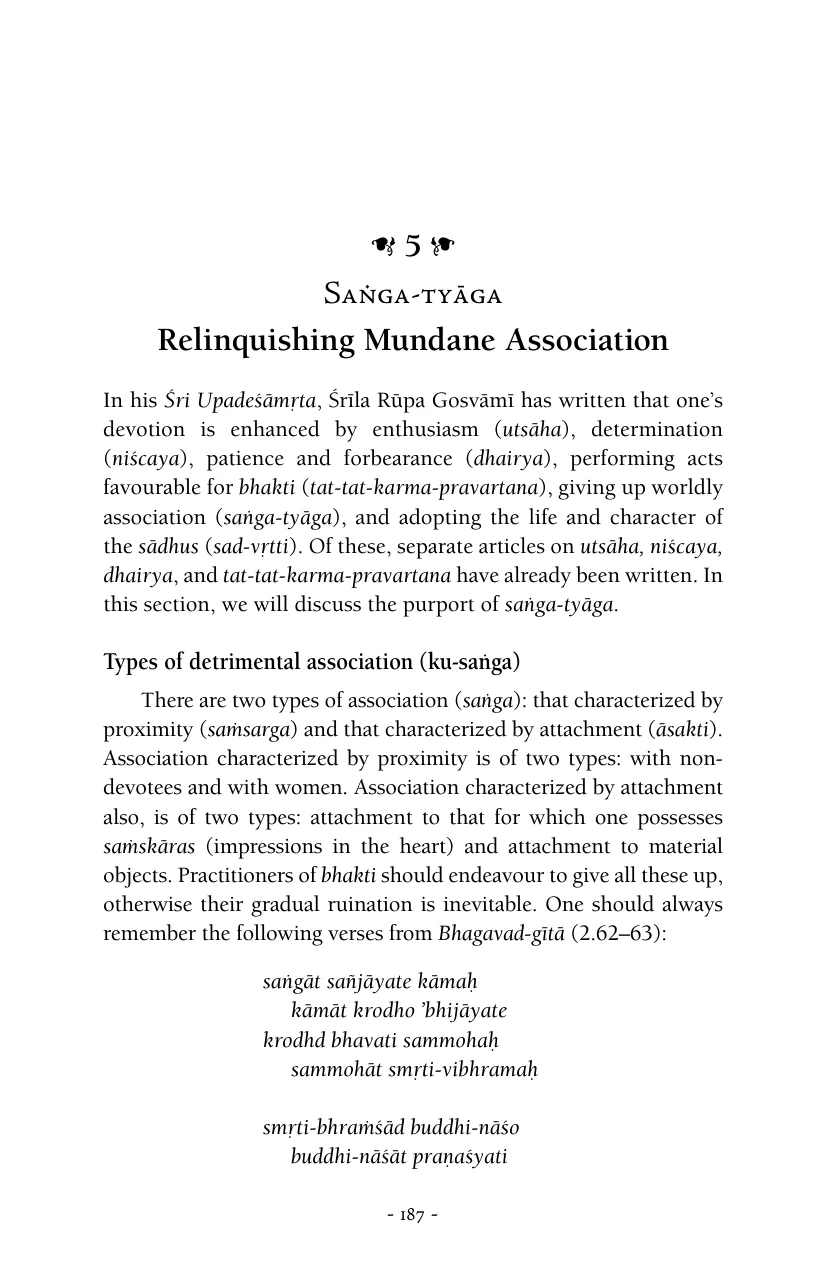 5
Saṅga-tyāga
Relinquishing Mundane Association
In his Śri Upadeśāmṛta, Śrīla Rūpa Gosvāmī has written that one’s
devotion is enhanced by enthusiasm (utsāha), determination
(niścaya), patience and forbearance (dhairya), performing acts
favourable for bhakti (tat-tat-karma-pravartana), giving up worldly
association (saṅga-tyāga), and adopting the life and character of
the sādhus (sad-vṛtti). Of these, separate articles on utsāha, niścaya,
dhairya, and tat-tat-karma-pravartana have already been written. In
this section, we will discuss the purport of saṅga-tyāga.
Types of detrimental association (ku-saṅga)
There are two types of association (saṅga): that characterized by
proximity (saṁsarga) and that characterized by attachment (āsakti).
Association characterized by proximity is of two types: with non-
devotees and with women. Association characterized by attachment
also, is of two types: attachment to that for which one possesses
saṁskāras (impressions in the heart) and attachment to material
objects. Practitioners of bhakti should endeavour to give all these up,
otherwise their gradual ruination is inevitable. One should always
remember the following verses from Bhagavad-gītā (2.62–63):
saṅgāt sañjāyate kāmaḥ
kāmāt krodho ’bhijāyate
krodhd bhavati sammohaḥ
sammohāt smṛti-vibhramaḥ
smṛti-bhraṁśād buddhi-nāśo
buddhi-nāśāt praṇaśyati
- 187 -